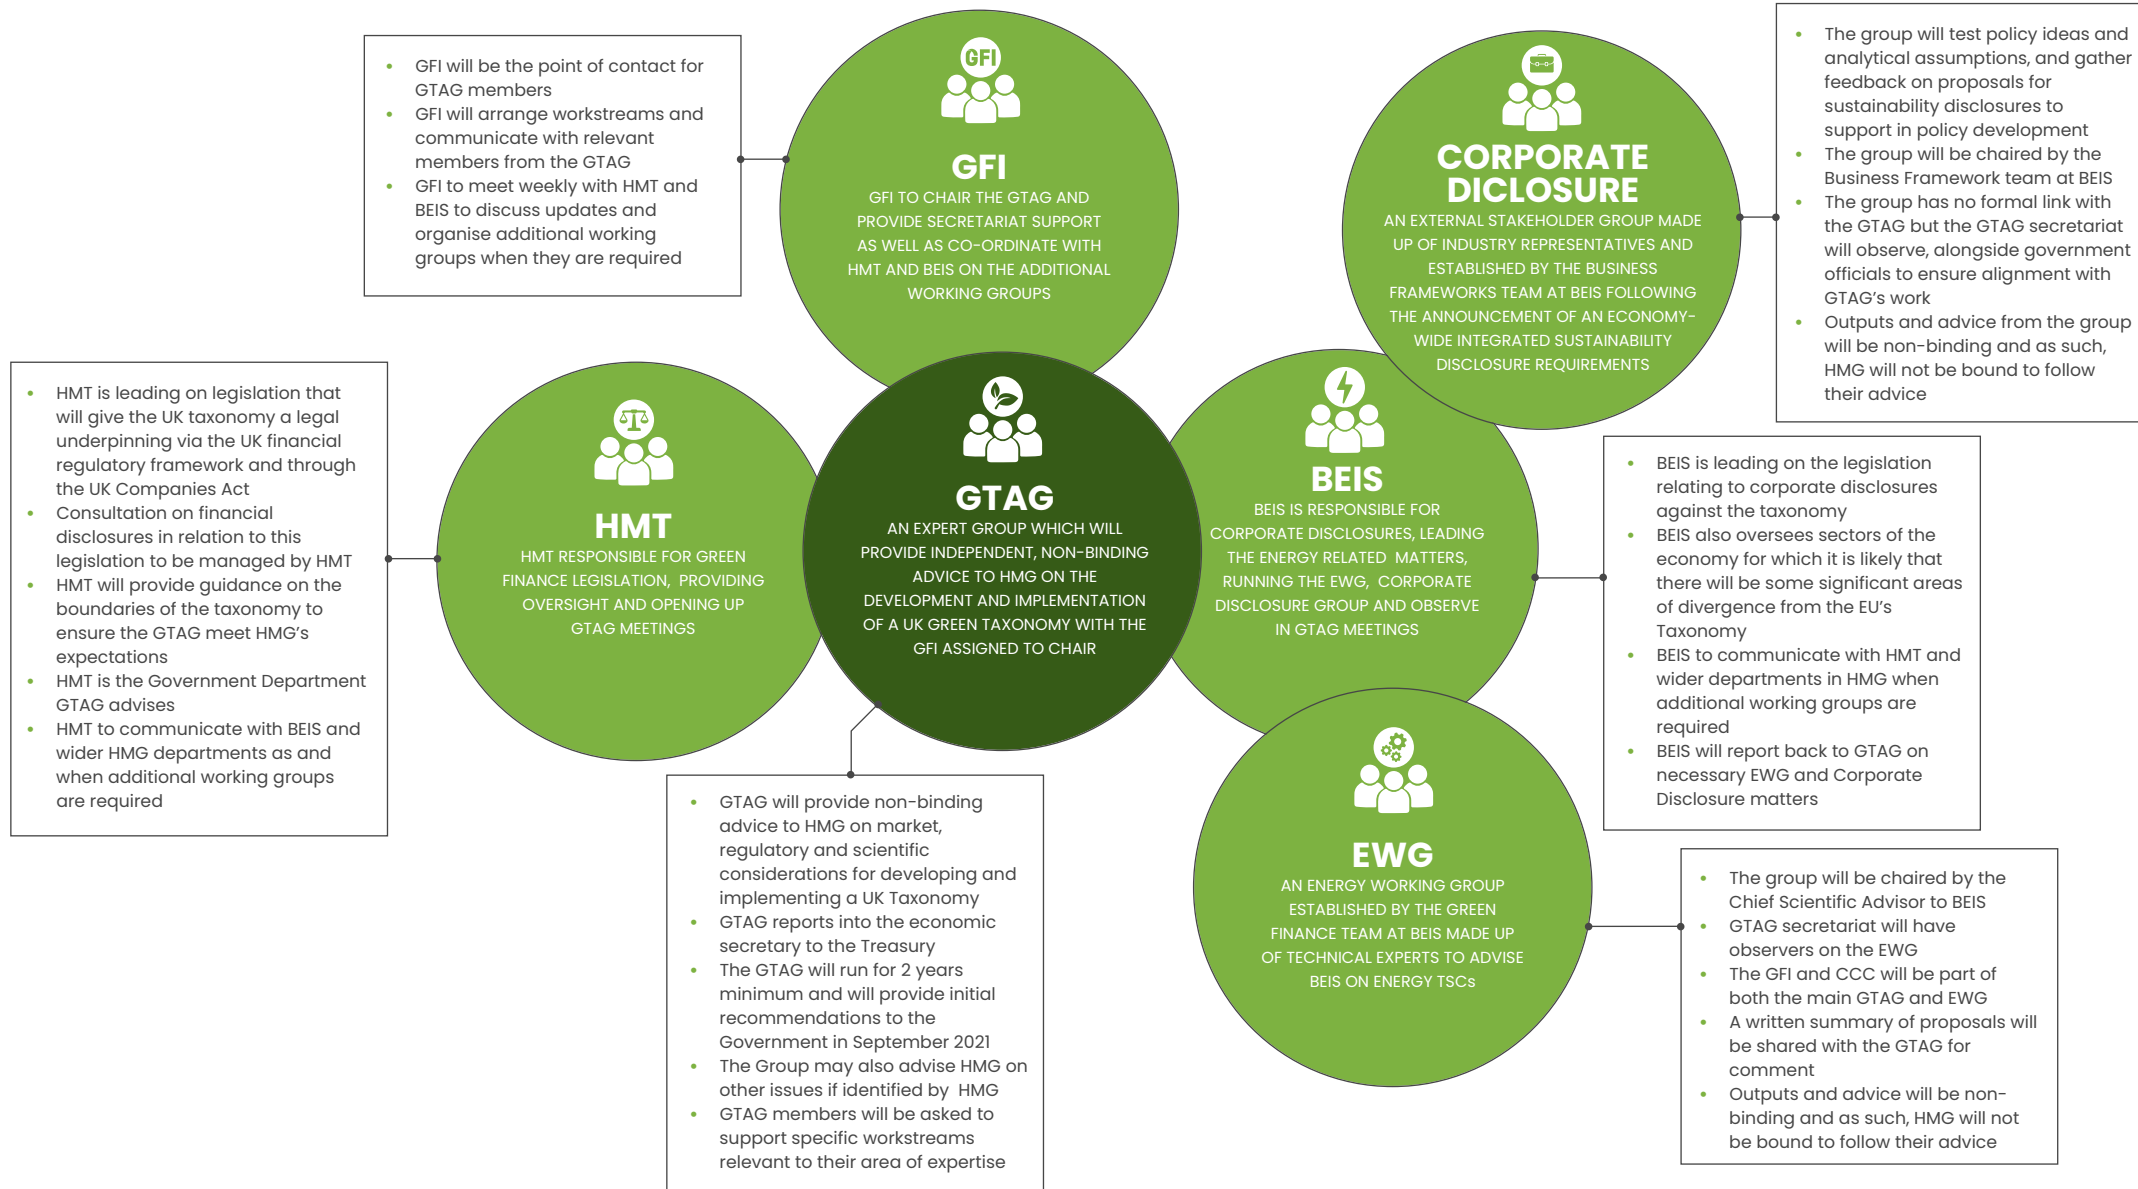 • GFI will be the point of contact for
GTAG members
• GFI will arrange workstreams and
communicate with relevant
members from the GTAG
• GFI to meet weekly with HMT and
BEIS to discuss updates and
organise additional working
groups when they are required
GFI
GFI
GFI TO CHAIR THE GTAG AND
PROVIDE SECRETARIAT SUPPORT
AS WELL AS CO-ORDINATE WITH
HMT AND BEIS ON THE ADDITIONAL
WORKING GROUPS
CORPORATE
DICLOSURE
AN EXTERNAL STAKEHOLDER GROUP MADE
UP OF INDUSTRY REPRESENTATIVES AND
ESTABLISHED BY THE BUSINESS
FRAMEWORKS TEAM AT BEIS FOLLOWING
THE ANNOUNCEMENT OF AN ECONOMY-
WIDE INTEGRATED SUSTAINABILITY
DISCLOSURE REQUIREMENTS
• The group will test policy ideas and
analytical assumptions, and gather
feedback on proposals for
sustainability disclosures to
support in policy development
• The group will be chaired by the
Business Framework team at BEIS
• The group has no formal link with
the GTAG but the GTAG secretariat
will observe, alongside government
officials to ensure alignment with
GTAG's work
• Outputs and advice from the group
will be non-binding and as such,
HMG will not be bound to follow
their advice
• HMT is leading on legislation that
will give the UK taxonomy a legal
underpinning via the UK financial
regulatory framework and through
the UK Companies Act
• Consultation on financial
disclosures in relation to this
legislation to be managed by HMT
• HMT will provide guidance on the
boundaries of the taxonomy to
ensure the GTAG meet HMG's
expectations
• HMT is the Government Department
GTAG advises
• HMT to communicate with BEIS and
wider HMG departments as and
when additional working groups
are required
HMT
HMT RESPONSIBLE FOR GREEN
FINANCE LEGISLATION, PROVIDING
OVERSIGHT AND OPENING UP
GTAG MEETINGS
GTAG
AN EXPERT GROUP WHICH WILL
PROVIDE INDEPENDENT, NON-BINDING
ADVICE TO HMG ON THE
DEVELOPMENT AND IMPLEMENTATION
OF A UK GREEN TAXONOMY WITH THE
GFI ASSIGNED TO CHAIR
BEIS
BEIS IS RESPONSIBLE FOR
CORPORATE DISCLOSURES, LEADING
THE ENERGY RELATED MATTERS,
RUNNING THE EWG, CORPORATE
DISCLOSURE GROUP AND OBSERVE
IN GTAG MEETINGS
• BEIS is leading on the legislation
relating to corporate disclosures
against the taxonomy
• BEIS also oversees sectors of the
economy for which it is likely that
there will be some significant areas
of divergence from the EU's
Taxonomy
• BEIS to communicate with HMT and
wider departments in HMG when
additional working groups are
required
• BEIS will report back to GTAG on
necessary EWG and Corporate
Disclosure matters
• GTAG will provide non-binding
advice to HMG on market,
regulatory and scientific
considerations for developing and
implementing a UK Taxonomy
• GTAG reports into the economic
secretary to the Treasury
• The GTAG will run for 2 years
minimum and will provide initial
recommendations to the
Government in September 2021
• The Group may also advise HMG on
other issues if identified by HMG
• GTAG members will be asked to
support specific workstreams
relevant to their area of expertise
EWG
AN ENERGY WORKING GROUP
ESTABLISHED BY THE GREEN
FINANCE TEAM AT BEIS MADE UP
OF TECHNICAL EXPERTS TO ADVISE
BEIS ON ENERGY TSCs
• The group will be chaired by the
Chief Scientific Advisor to BEIS
• GTAG secretariat will have
observers on the EWG
• The GFI and CCC will be part of
both the main GTAG and EWG
• A written summary of proposals will
be shared with the GTAG for
comment
• Outputs and advice will be non-
binding and as such, HMG will not
be bound to follow their advice